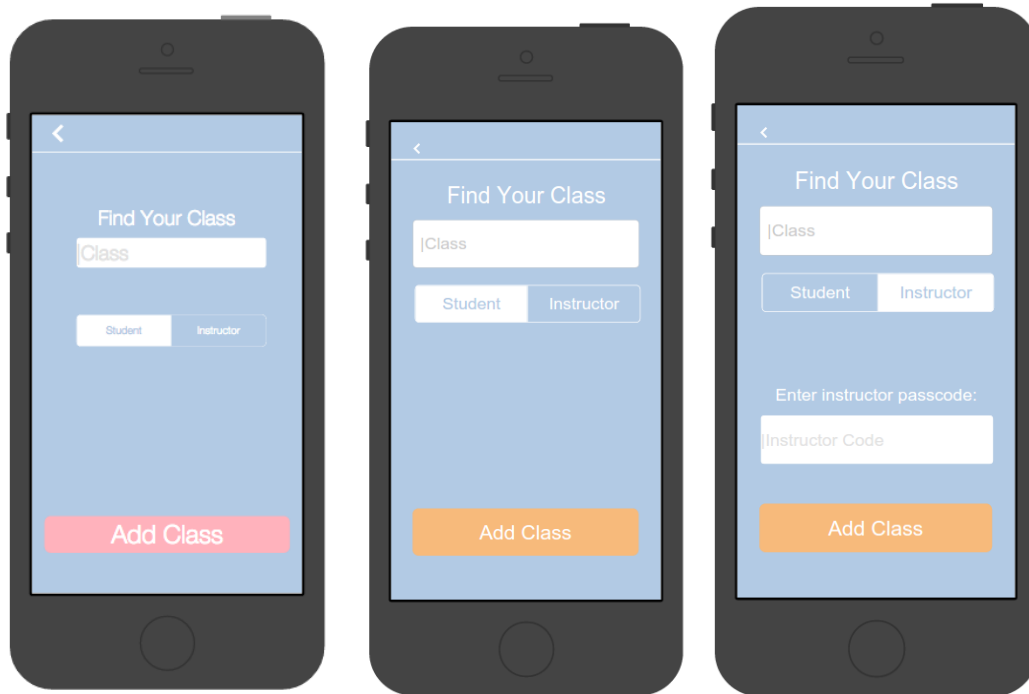 Find Your Class
|Class
Student Instructor
Add Class
Find Your Class
|Class
Student Instructor
Add Class
Find Your Class
|Class
Student Instructor
Enter instructor passcode:
|Instructor Code
Add Class